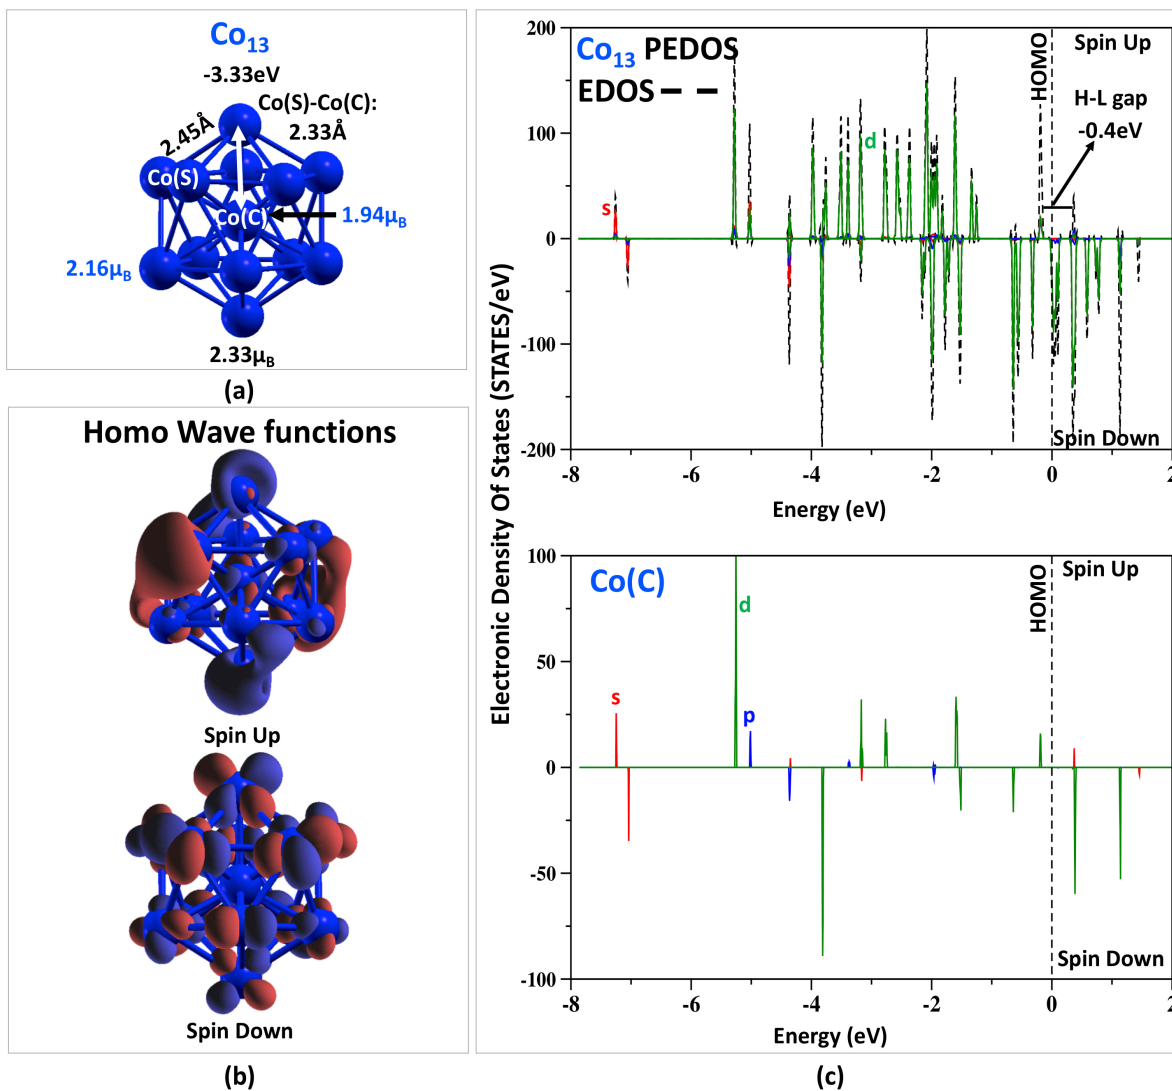 Co₁₃
-3.33eV
Co(S)-Co(C):
2.33Å
2.45Å
Co(S)
Co(C)
1.94μB
2.16μB
2.33μB
(a)
Homo Wave functions
Spin Up
Spin Down
(b)
Electronic Density Of States (STATES/eV)
Co₁₃ PEDOS
EDOS
HOMO
Spin Up
H-L gap
-0.4eV
s
d
Spin Down
200
100
0
-100
-200
-8
-6
-4
-2
0
2
Energy (eV)
Co(C)
HOMO
Spin Up
s
d
p
Spin Down
100
50
0
-50
-100
-8
-6
-4
-2
0
2
Energy (eV)
(c)